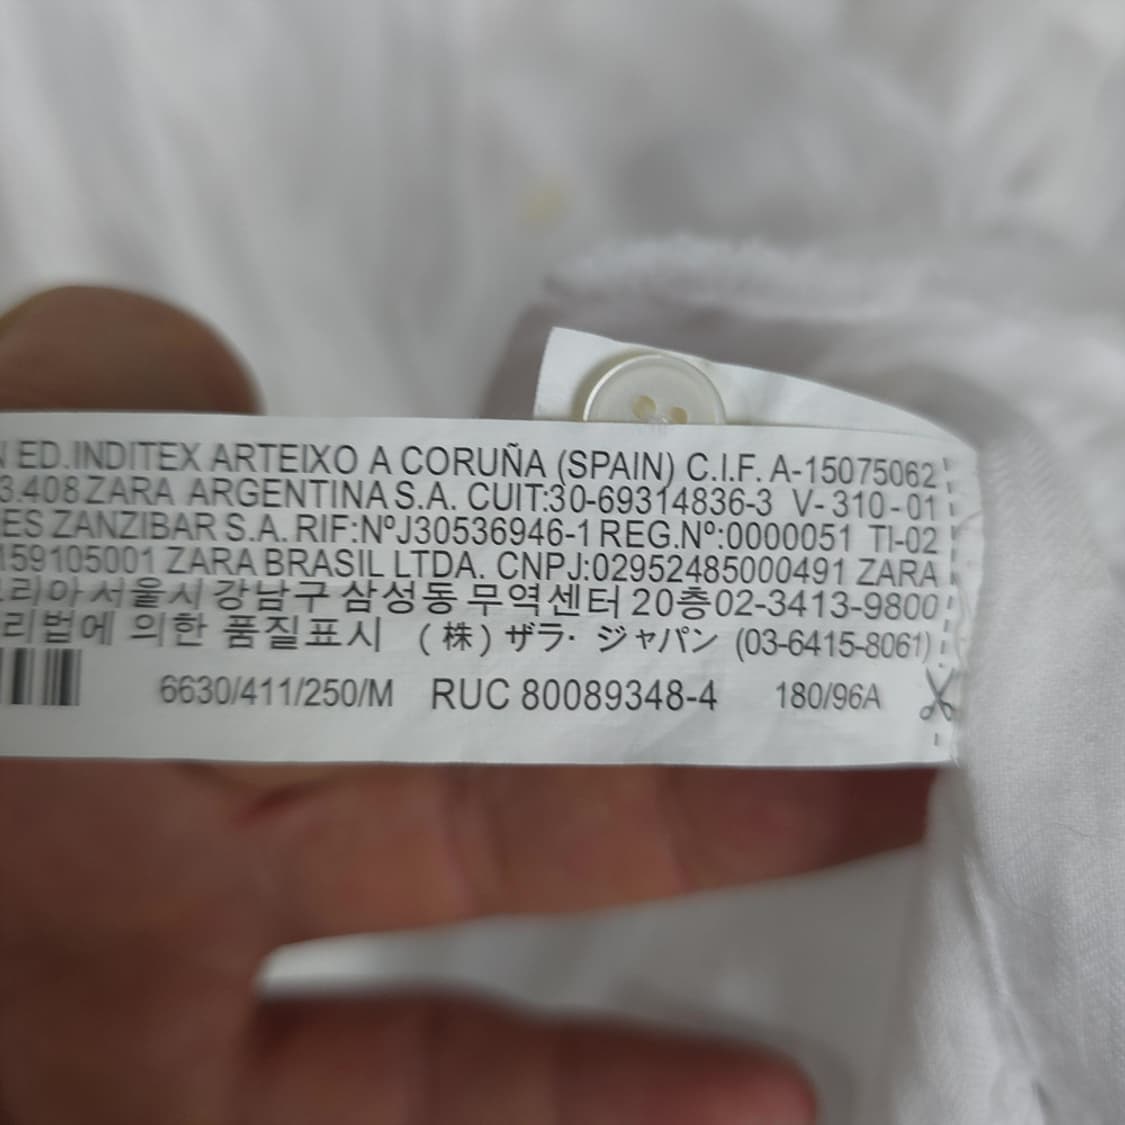 ED.INDITEX ARTEIXO A CORUÑA (SPAIN) C.I.F. A-15075062
3.408 ZARA ARGENTINA S.A. CUIT:30-69314836-3 V-310-01
ES ZANZIBAR S.A. RIF:NºJ30536946-1 REG.Nº:0000051 TI-02
159105001 ZARA BRASIL LTDA. CNPJ:02952485000491 ZARA
리아 서울시 강남구 삼성동 무역센터 20층02-3413-9800
리법에 의한 품질표시 (株) ザラ・ ジャパン (03-6415-8061)
6630/411/250/M RUC 80089348-4 180/96A